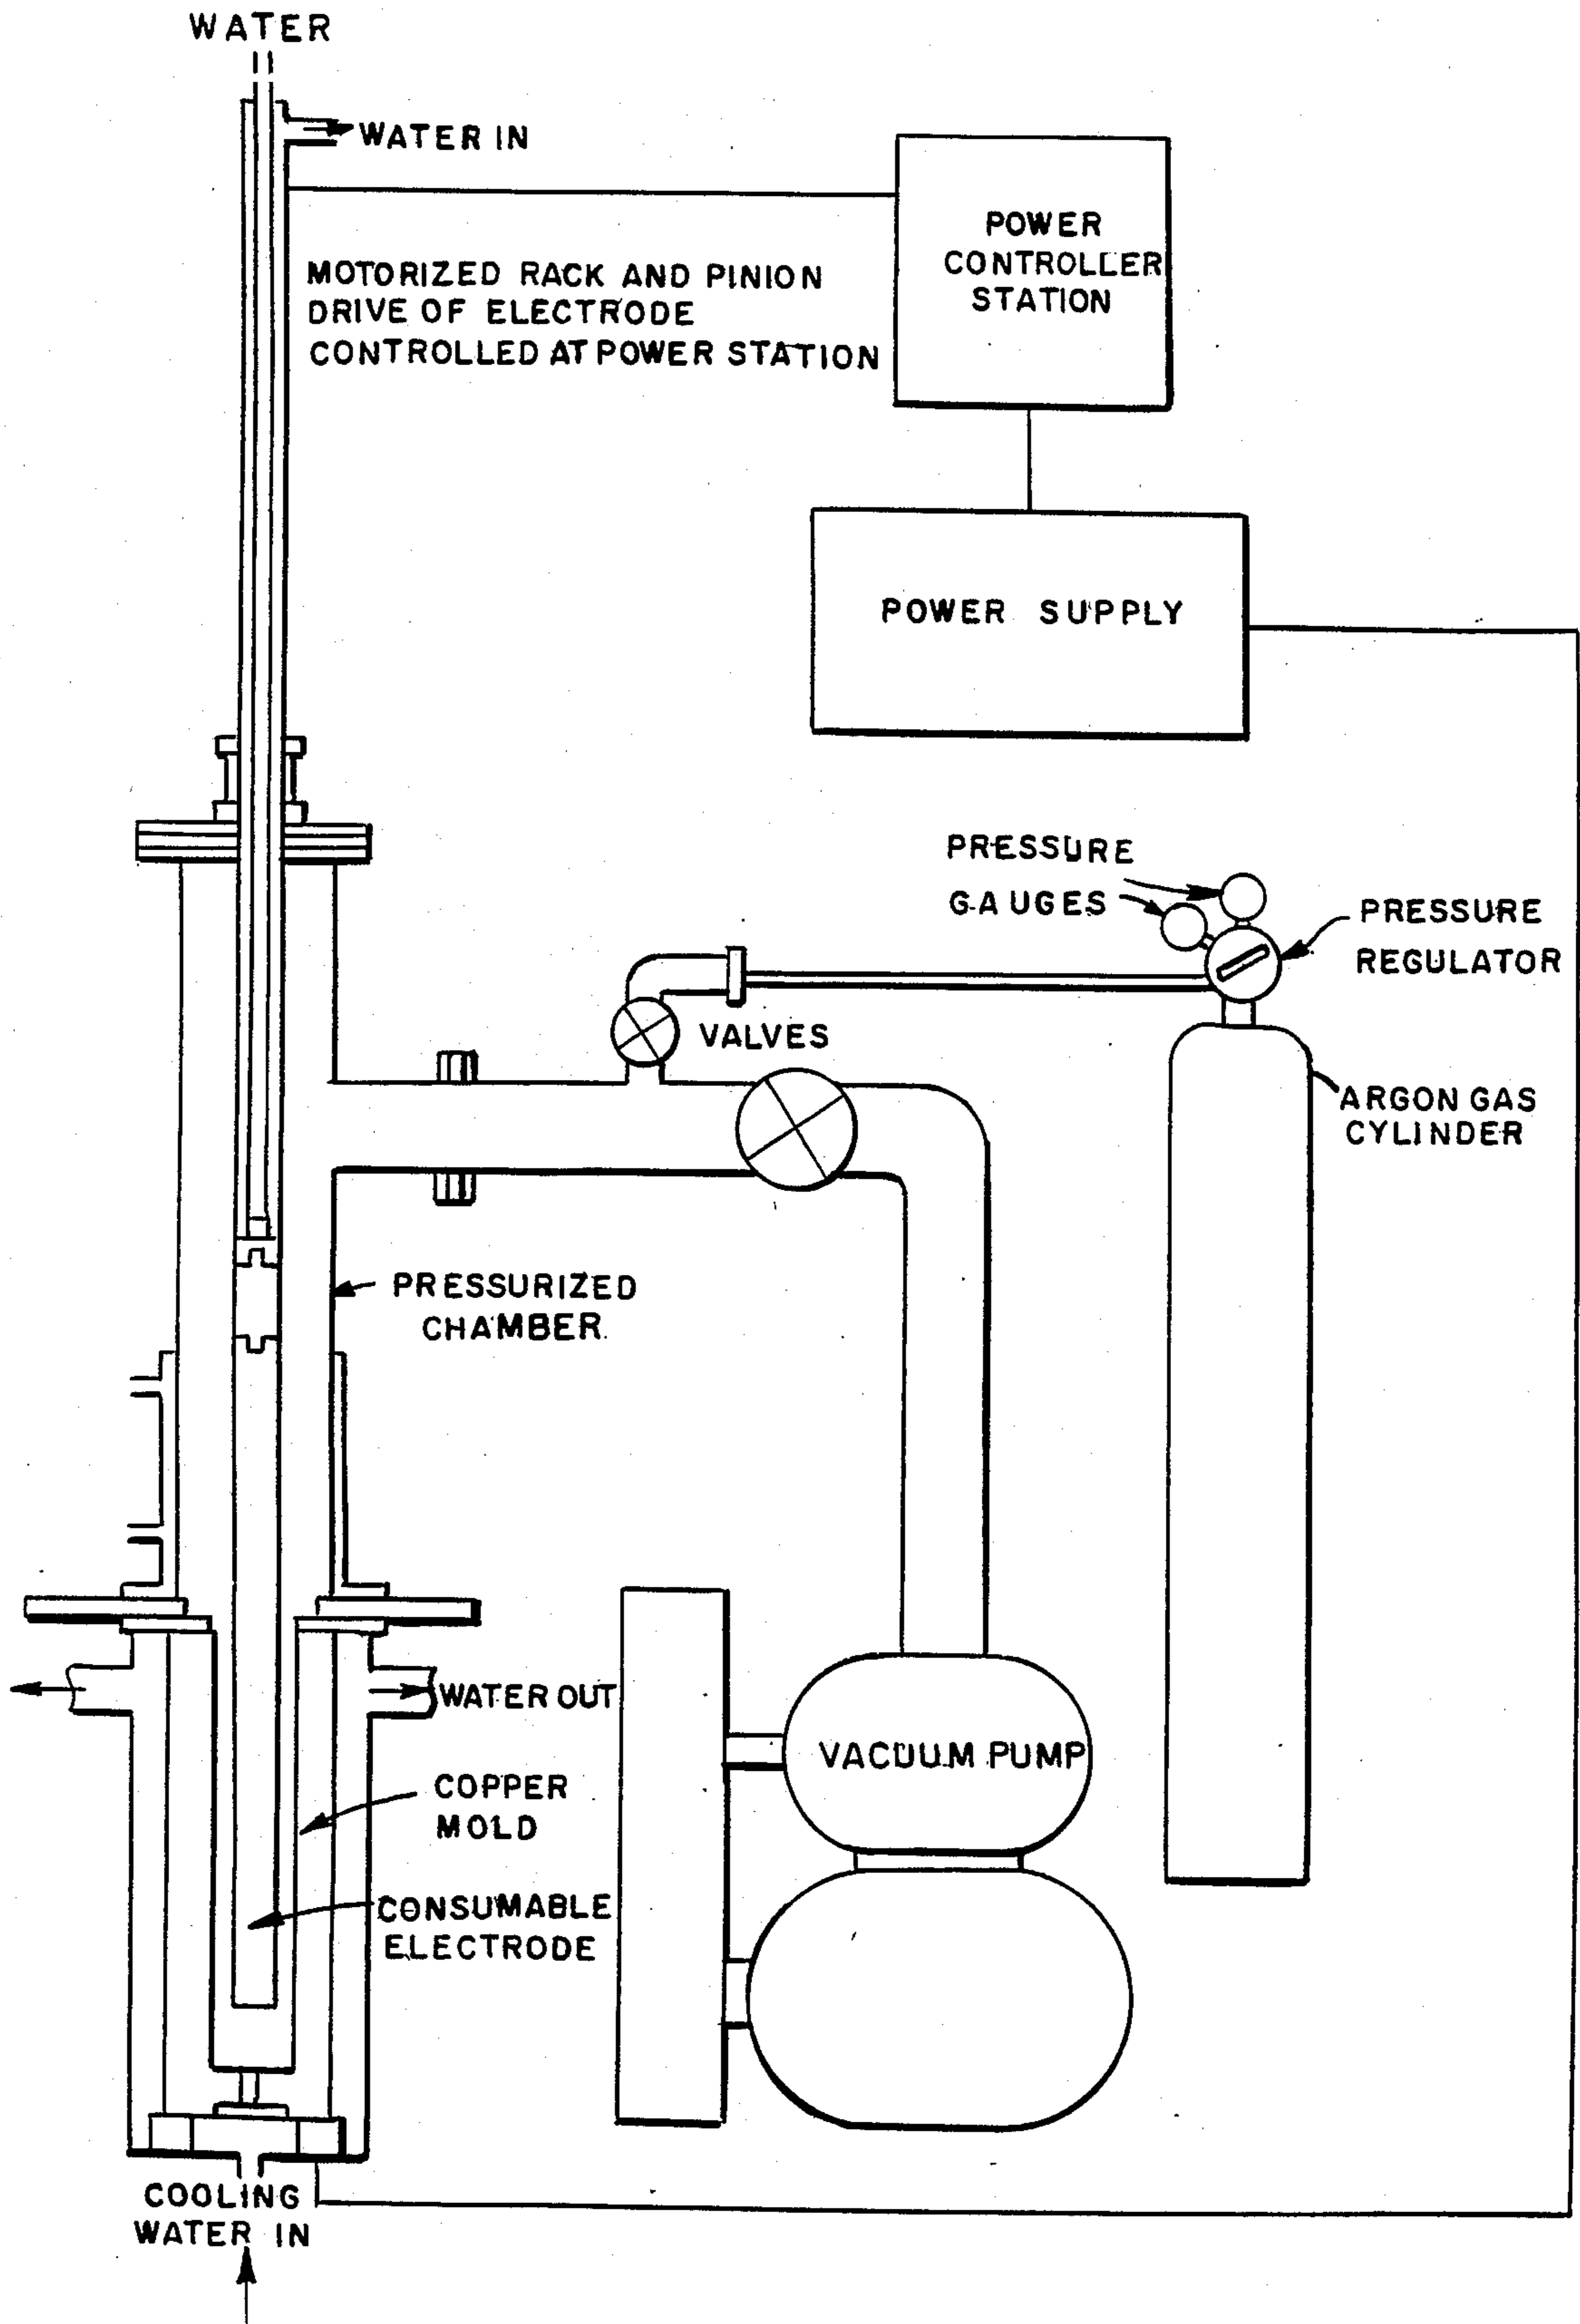 WATER
WATER IN
POWER
CONTROLLER
STATION
MOTORIZED RACK AND PINION
DRIVE OF ELECTRODE
CONTROLLED AT POWER STATION
POWER SUPPLY
PRESSURE
GAUGES
PRESSURE
REGULATOR
VALVES
ARGON GAS
CYLINDER
PRESSURIZED
CHAMBER
WATER OUT
VACUUM PUMP
COPPER
MOLD
CONSUMABLE
ELECTRODE
COOLING
WATER IN